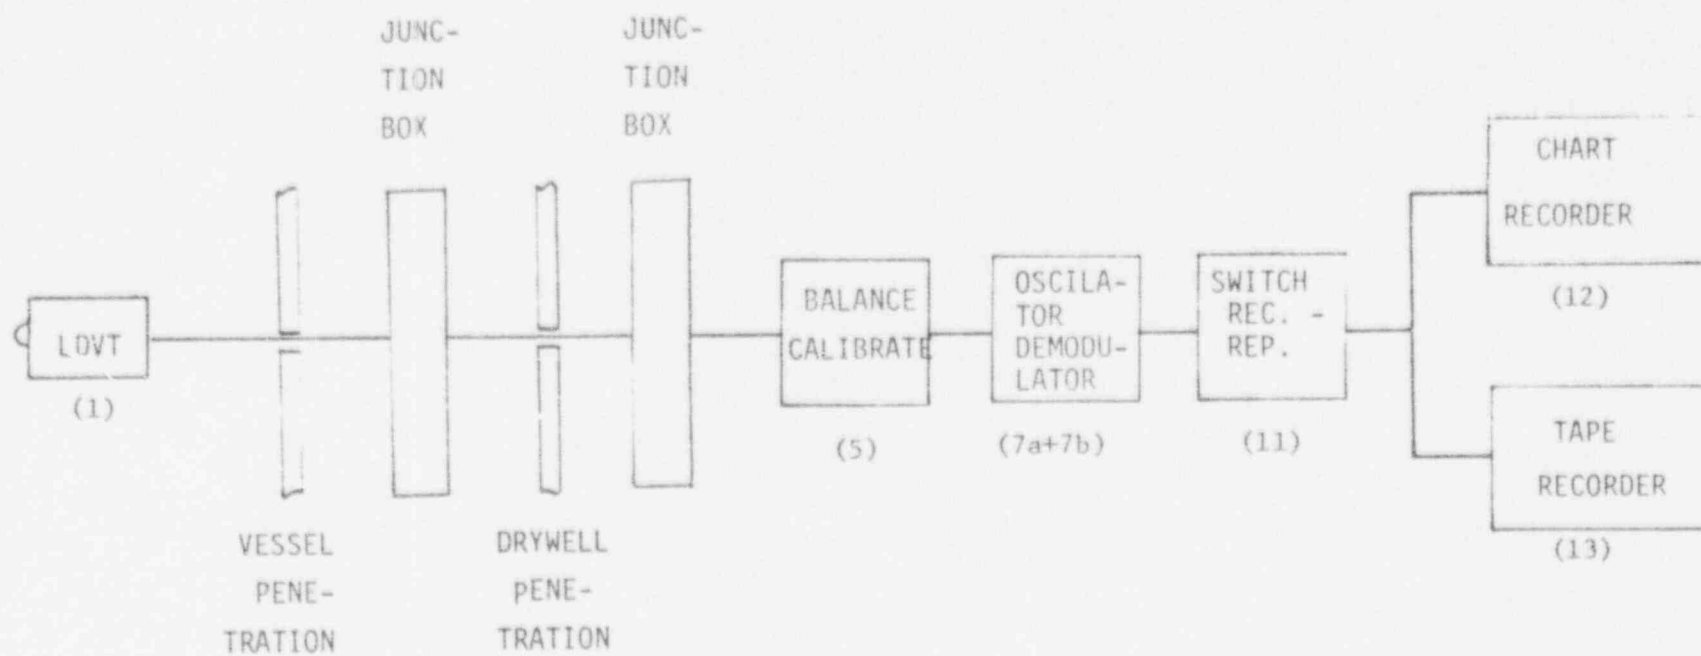 JUNC-
TION
BOX
JUNC-
TION
BOX
LDVT
(1)
VESSEL
PENE-
TRATION
DRYWELL
pENE-
TRATION
BALANCE
CALIBRATE
(5)
OSCILA-
TOR
DEMODU-
LATOR
(7a+7b)
SWITCH
REC. -
REP.
(11)
CHART
RECORDER
(12)
TAPE
RECORDER
(13)